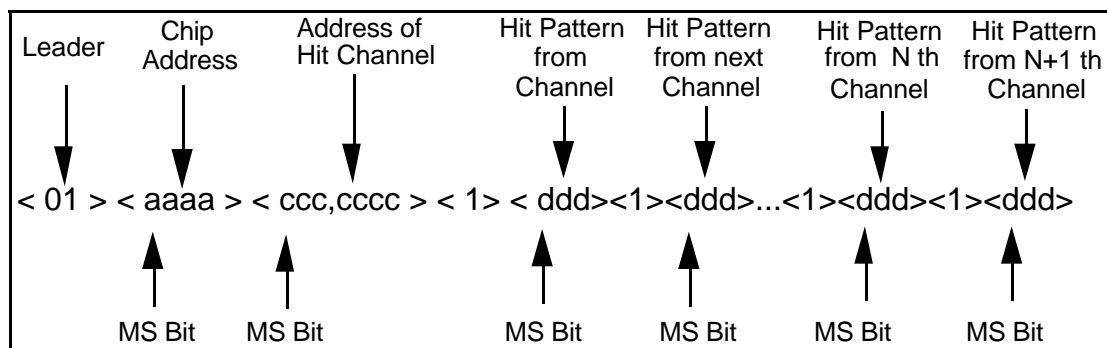 Leader
Chip
Address
Address of
Hit Channel
Hit Pattern
from
Channel
Hit Pattern
from next
Channel
Hit Pattern
from N th
Channel
Hit Pattern
from N+1 th
Channel
< 01 > < aaaa > < ccc,cccc > < 1> < ddd><1><ddd>...<1><ddd><1><ddd>
MS Bit MS Bit MS Bit MS Bit MS Bit MS Bit